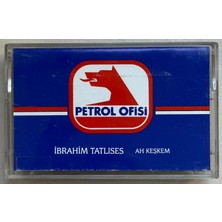 PETROL OFİSİ
İBRAHİM TATLISES AH KEŞKEM